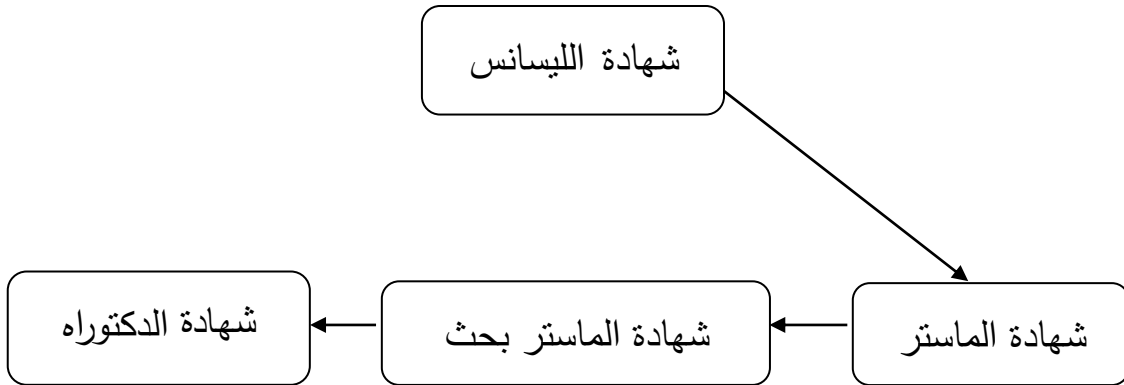 شهادة الليسانس
شهادة الماستر
شهادة الماستر بحث
شهادة الدكتوراه